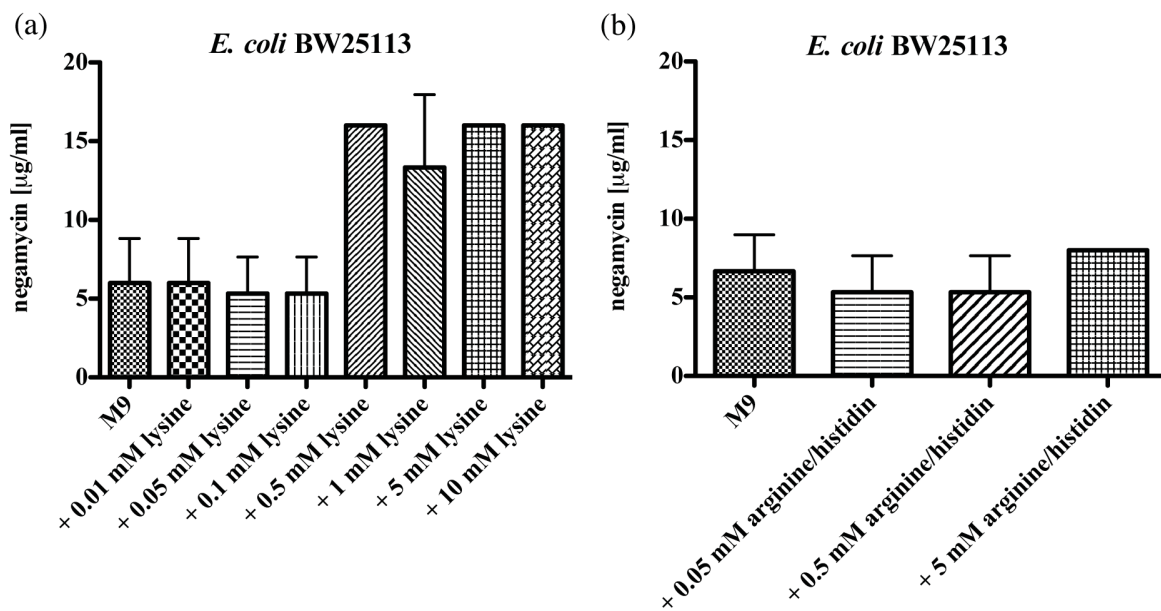 (a)
E. coli BW25113
negamycin [µg/ml]
20
15
10
5
0
M9
+ 0.01 mM lysine
+ 0.05 mM lysine
+ 0.1 mM lysine
+ 0.5 mM lysine
+ 1 mM lysine
+ 5 mM lysine
+ 10 mM lysine
(b)
E. coli BW25113
negamycin [µg/ml]
20
15
10
5
0
M9
+ 0.05 mM arginine/histidin
+ 0.5 mM arginine/histidin
+ 5 mM arginine/histidin